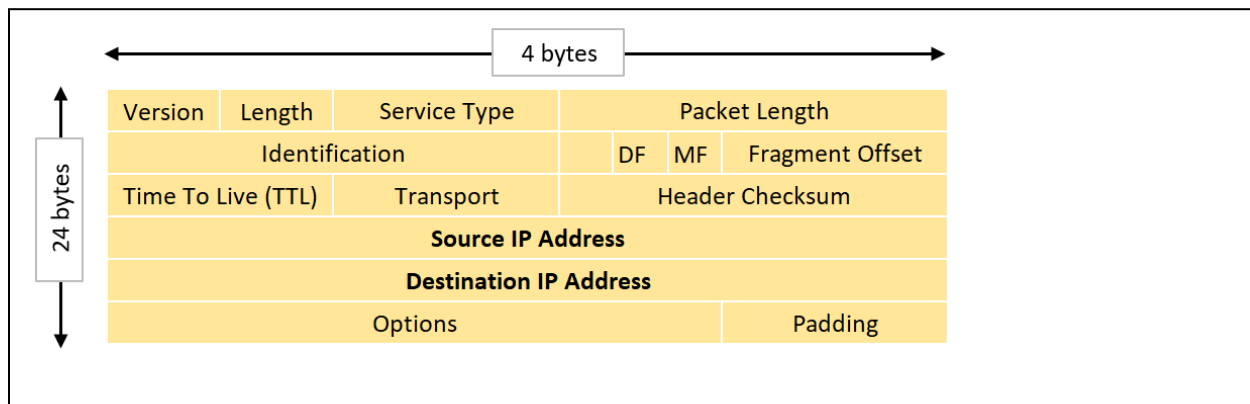 4 bytes
24 bytes
Version Length Service Type Packet Length
Identification DF MF Fragment Offset
Time To Live (TTL) Transport Header Checksum
Source IP Address
Destination IP Address
Options Padding